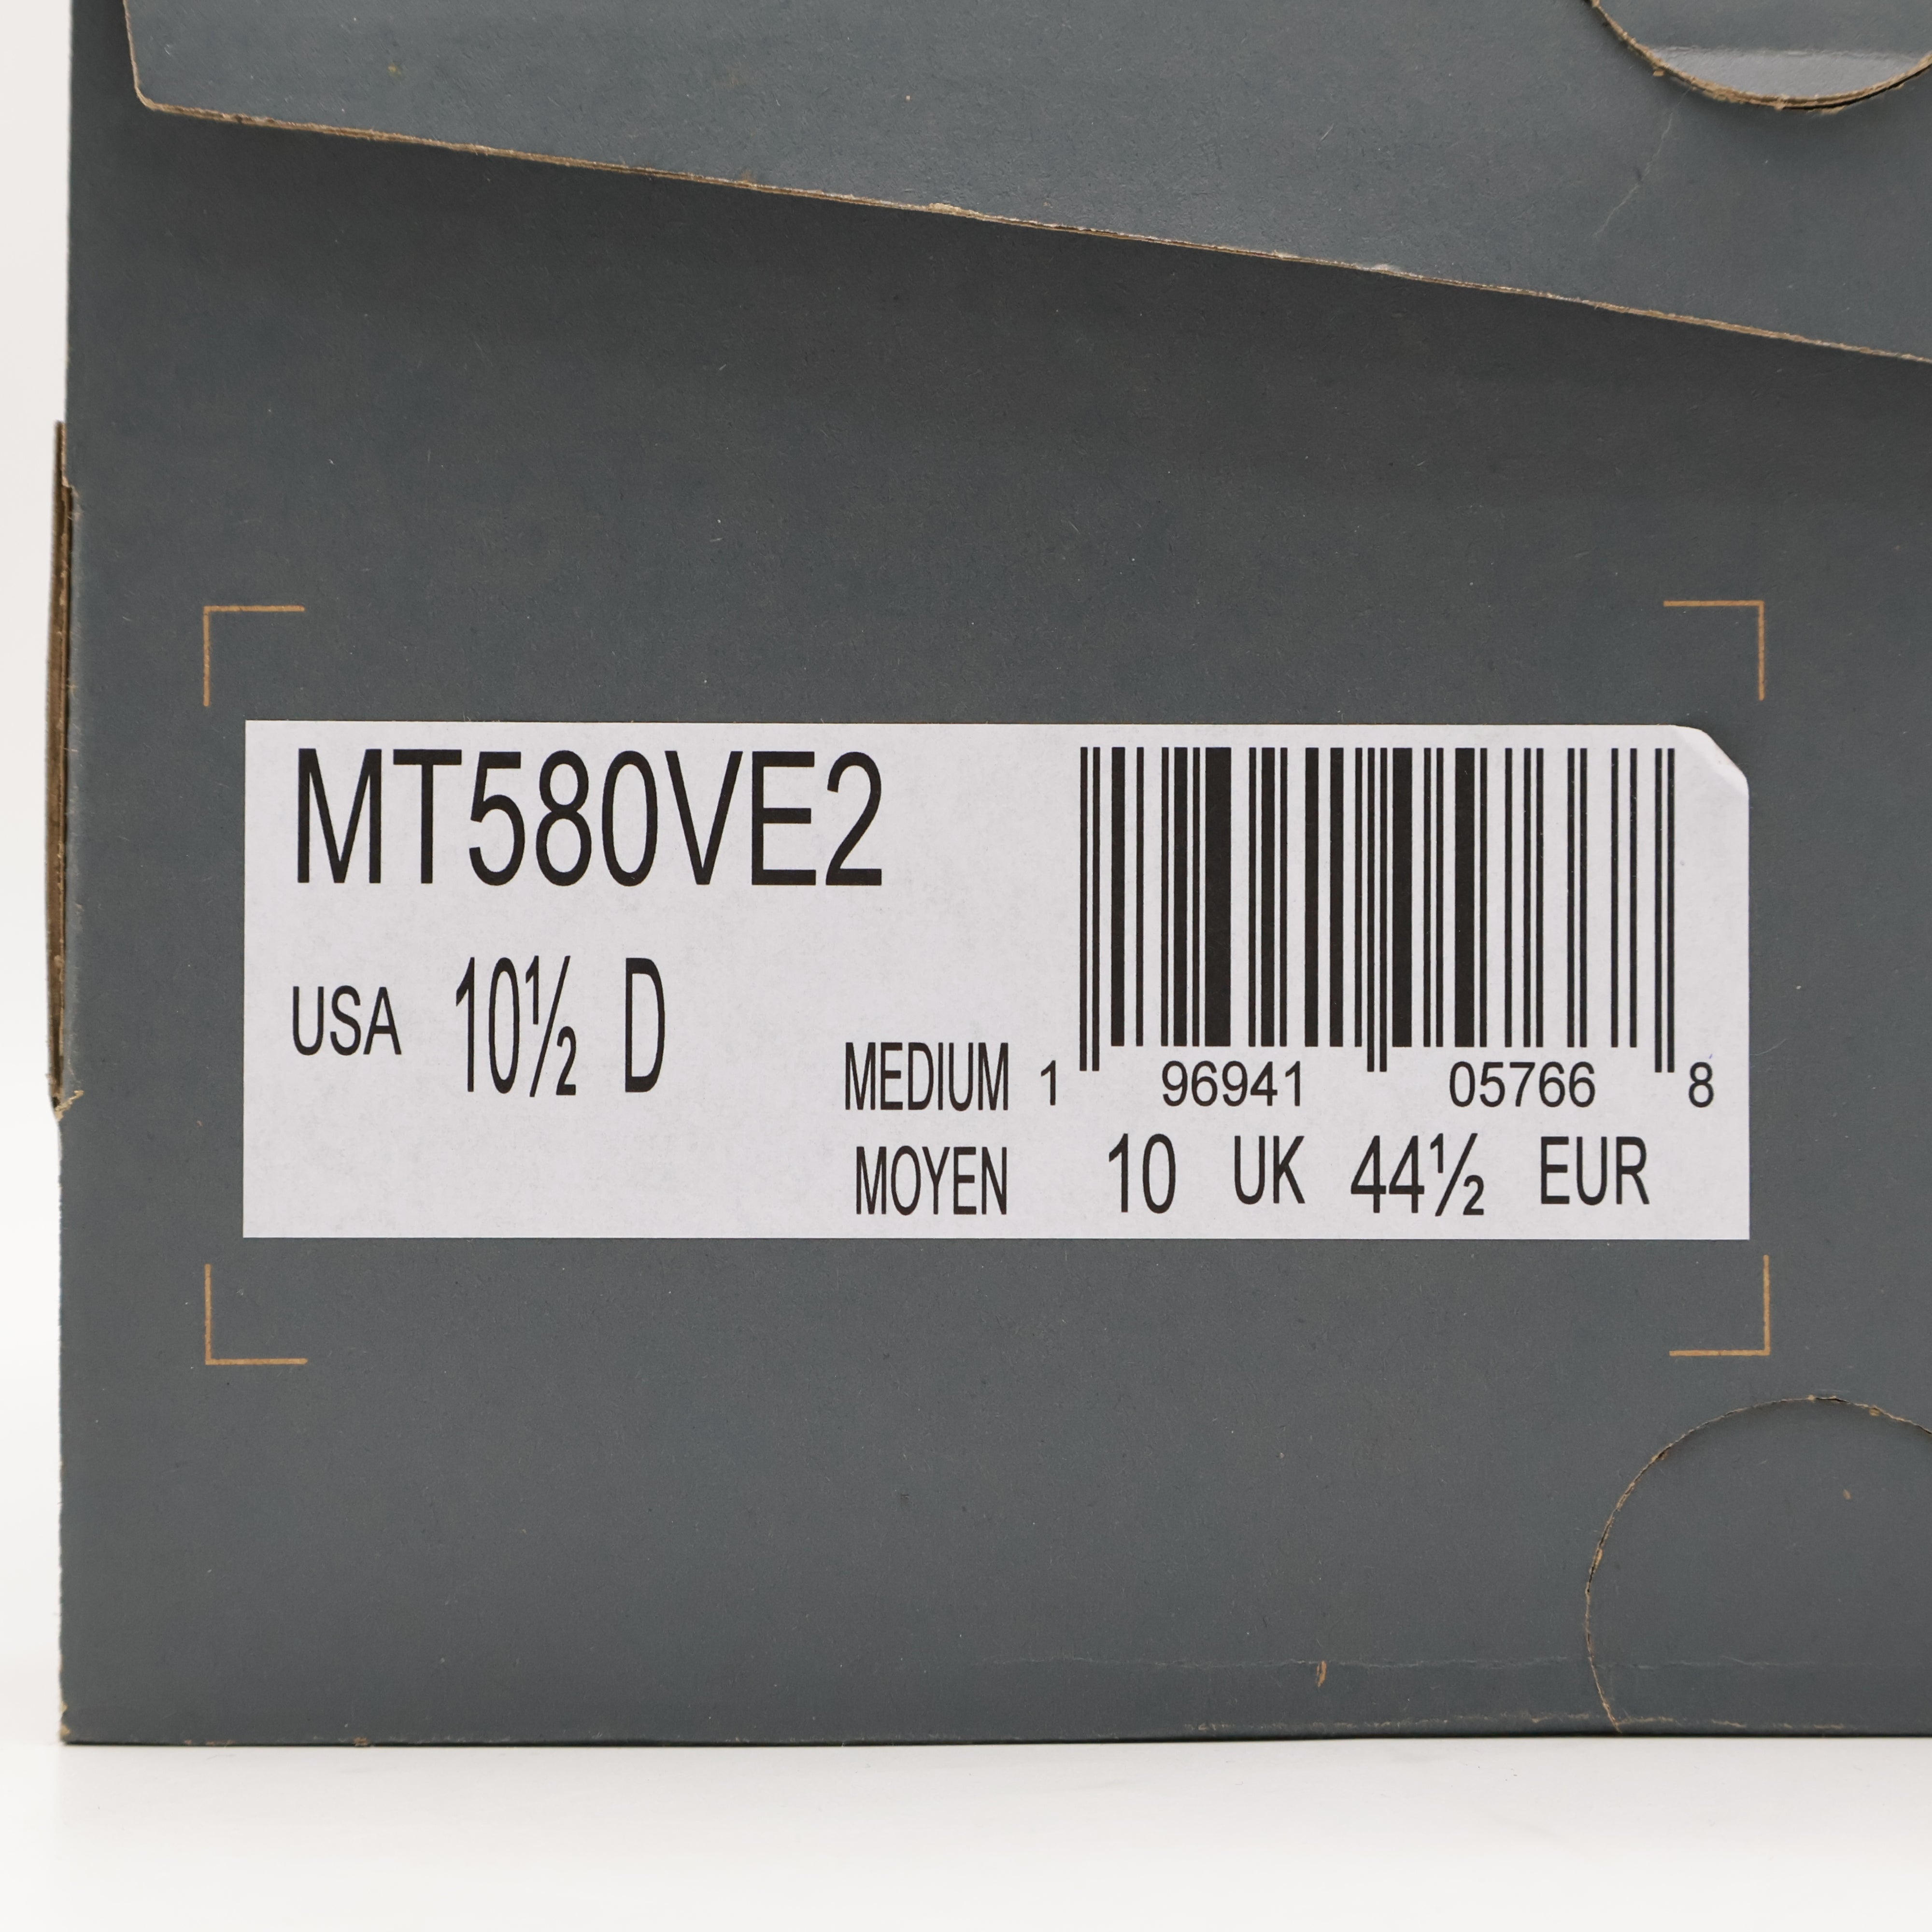 MT580VE2
USA 10½ D
MEDIUM 1 96941 05766 8
MOYEN 10 UK 44½ EUR